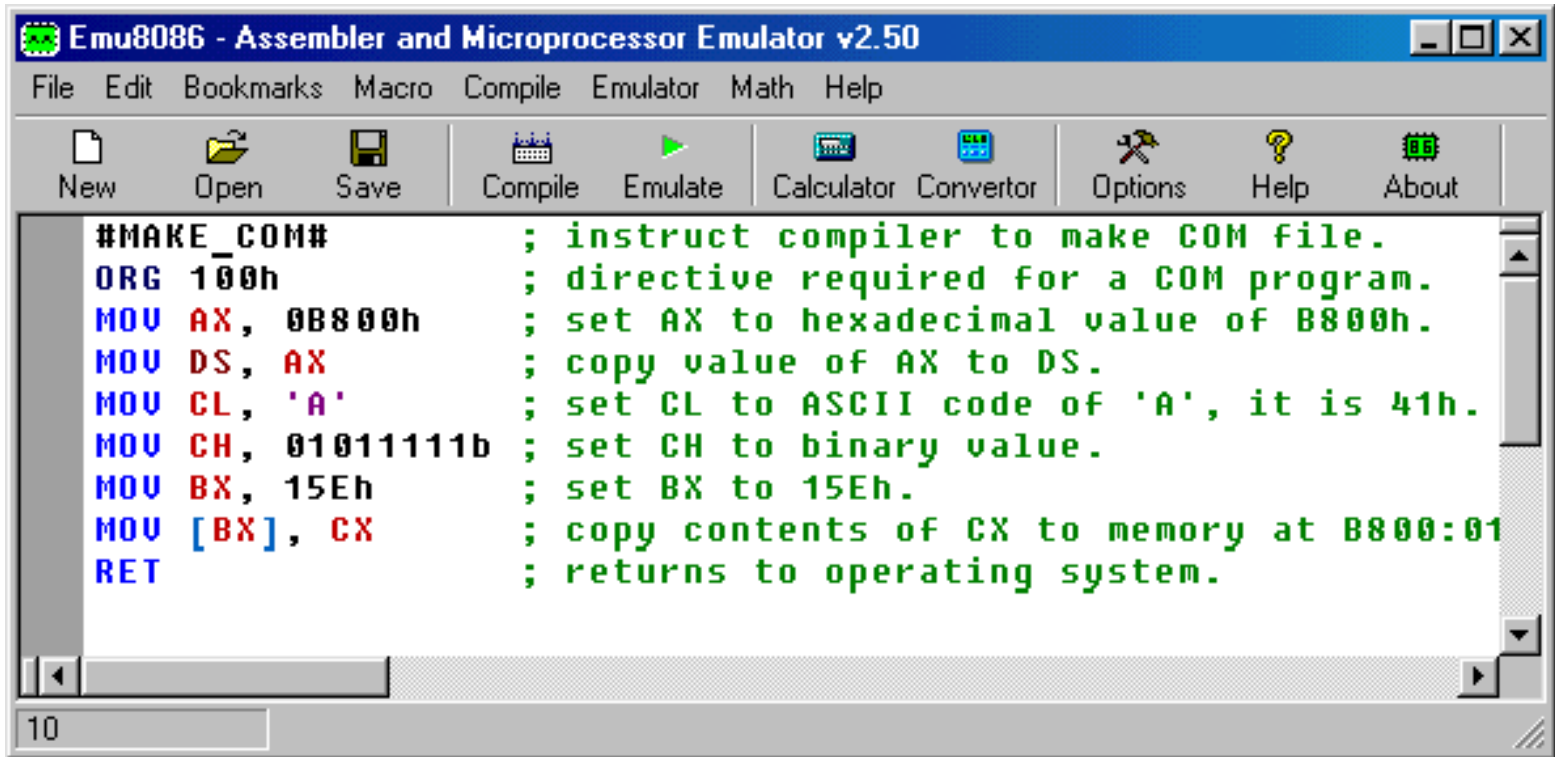 Emu8086 - Assembler and Microprocessor Emulator v2.50
File Edit Bookmarks Macro Compile Emulator Math Help
New Open Save Compile Emulate Calculator Convertor Options Help About
#MAKE_COM# ; instruct compiler to make COM file.
ORG 100h ; directive required for a COM program.
MOV AX, 0B800h ; set AX to hexadecimal value of B800h.
MOV DS, AX ; copy value of AX to DS.
MOV CL, 'A' ; set CL to ASCII code of 'A', it is 41h.
MOV CH, 01011111b ; set CH to binary value.
MOV BX, 15Eh ; set BX to 15Eh.
MOV [BX], CX ; copy contents of CX to memory at B800:01
RET ; returns to operating system.
10